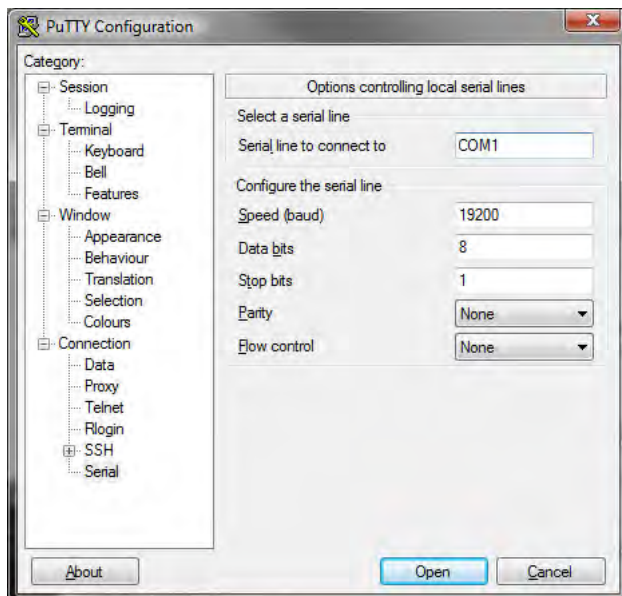 PuTTY Configuration
Category:
Session
Logging
Terminal
Keyboard
Bell
Features
Window
Appearance
Behaviour
Translation
Selection
Colours
Connection
Data
Proxy
Telnet
Rlogin
SSH
Serial
Options controlling local serial lines
Select a serial line
Serial line to connect to COM1
Configure the serial line
Speed (baud) 19200
Data bits 8
Stop bits 1
Parity None
Flow control None
About Open Cancel